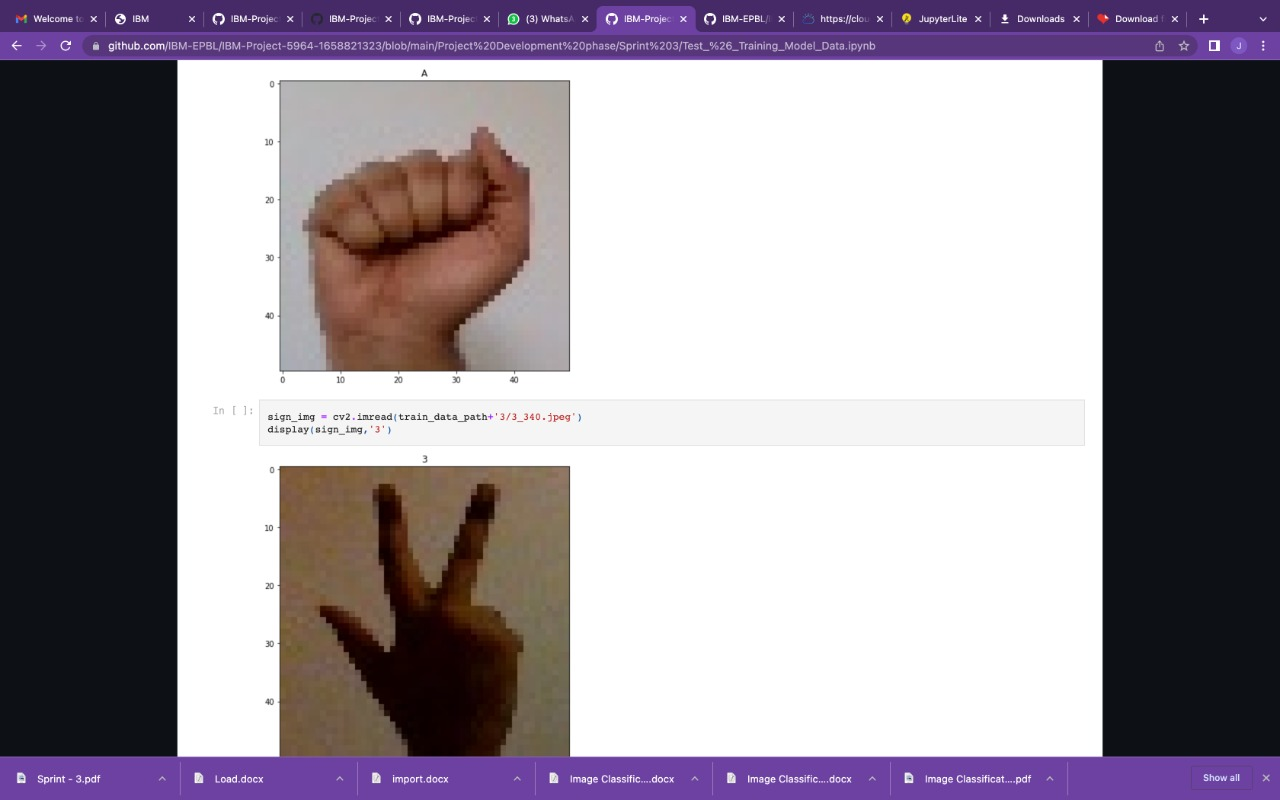 Welcome to
IBM
IBM-Projec
IBM-Projec
IBM-Projec
(3) WhatsA
IBM-Projec
IBM-EPBL/I
https://clou
JupyterLite
Downloads
Download f
github.com/IBM-EPBL/IBM-Project-5964-1658821323/blob/main/Project%20Development%20phase/Sprint%203/Test_%26_Training_Model_Data.ipynb
J
A
0
10
20
30
40
0 10 20 30 40
In [ ]:
sign_img = cv2.imread(train_data_path+'3/3_340.jpeg')
display(sign_img,'3')
3
0
10
20
30
40
Sprint - 3.pdf
Load.docx
import.docx
Image Classific....docx
Image Classific....docx
Image Classificat....pdf
Show all